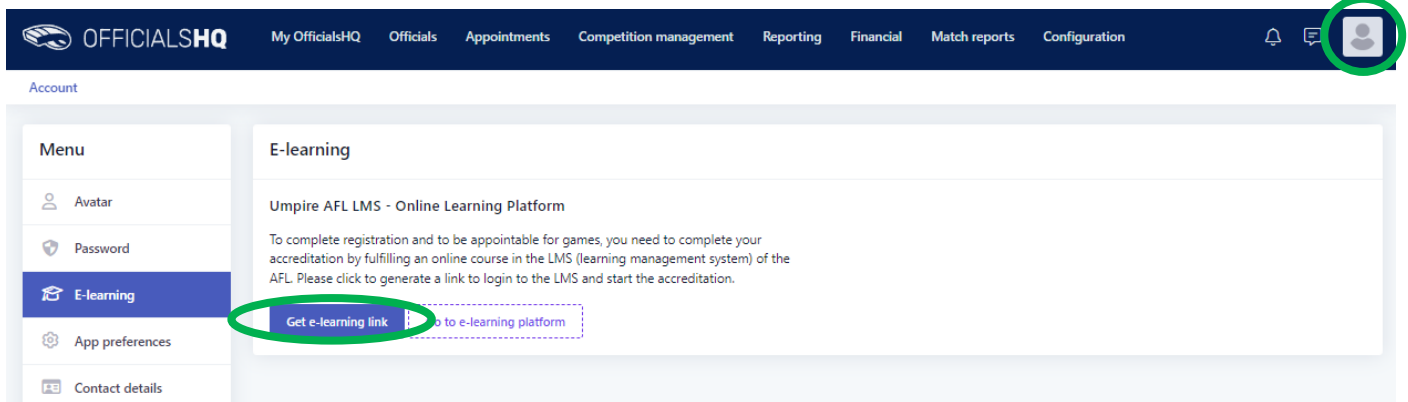 OFFICIALSHQ My OfficialsHQ Officials Appointments Competition management Reporting Financial Match reports Configuration
Account
Menu
Avatar
Password
E-learning
App preferences
Contact details
E-learning
Umpire AFL LMS - Online Learning Platform
To complete registration and to be appointable for games, you need to complete your
accreditation by fulfilling an online course in the LMS (learning management system) of the
AFL. Please click to generate a link to login to the LMS and start the accreditation.
Get e-learning link to e-learning platform